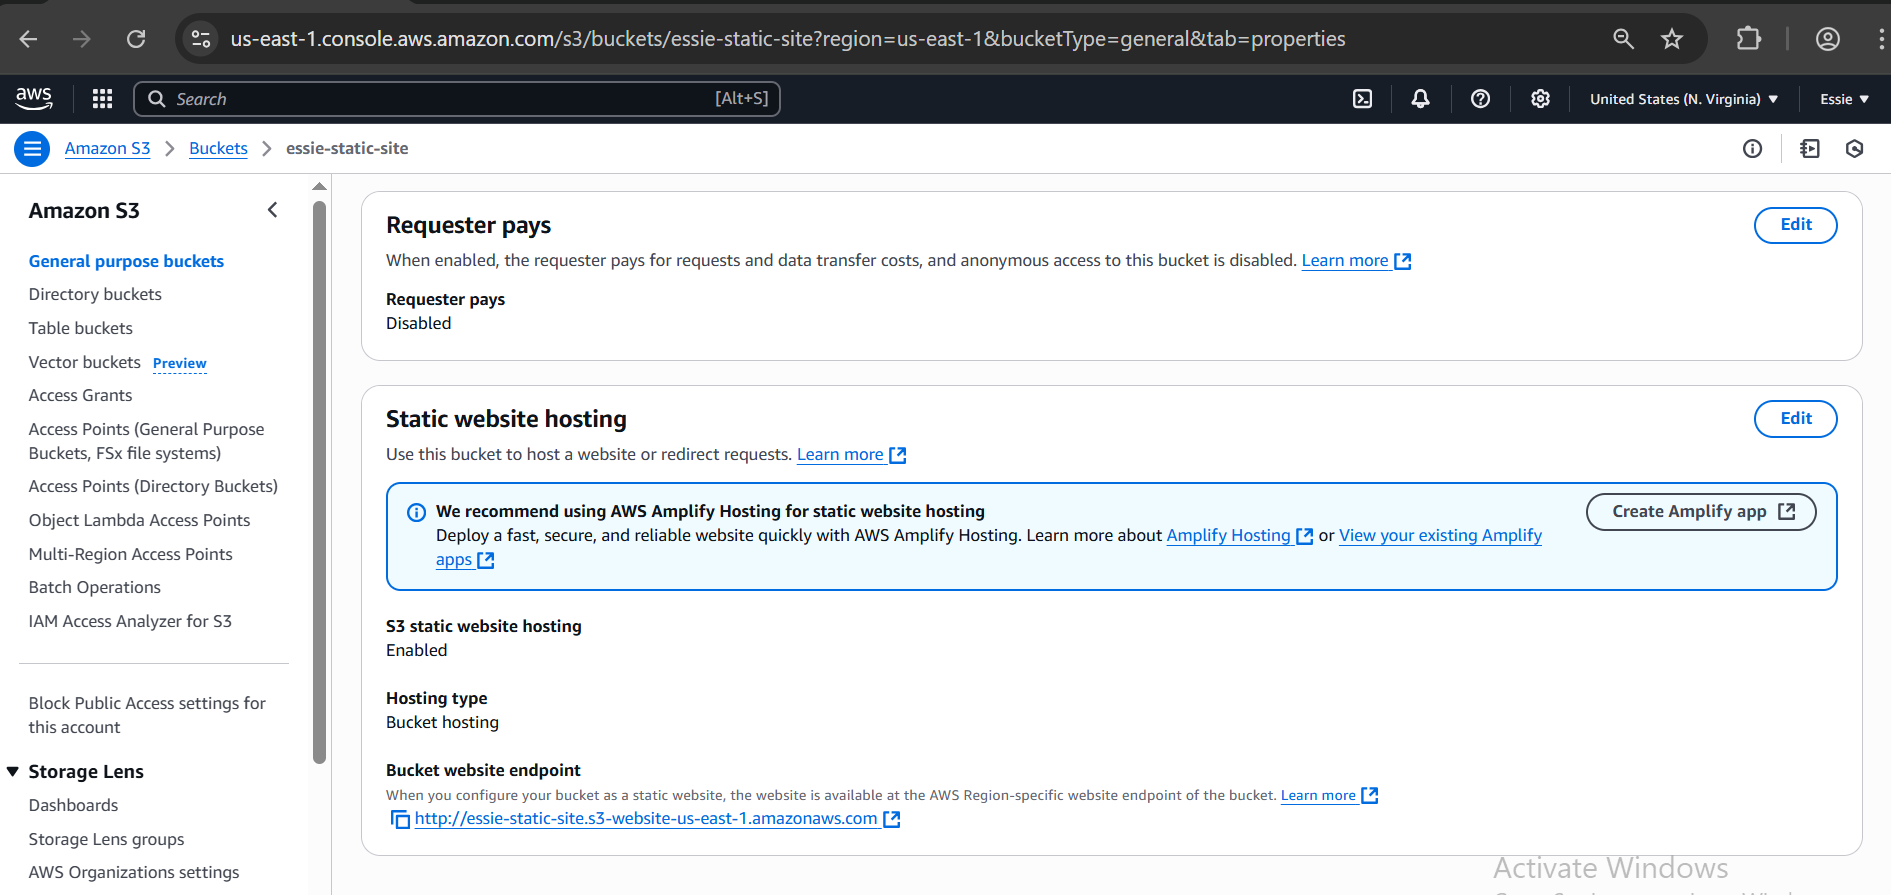 us-east-1.console.aws.amazon.com/s3/buckets/essie-static-site?region=us-east-1&bucketType=general&tab=properties
aws
Search
[Alt+S]
United States (N. Virginia)
Essie
Amazon S3 > Buckets > essie-static-site
Amazon S3
General purpose buckets
Directory buckets
Table buckets
Vector buckets Preview
Access Grants
Access Points (General Purpose
Buckets, FSx file systems)
Access Points (Directory Buckets)
Object Lambda Access Points
Multi-Region Access Points
Batch Operations
IAM Access Analyzer for S3
Block Public Access settings for
this account
Storage Lens
Dashboards
Storage Lens groups
AWS Organizations settings
Requester pays
Edit
When enabled, the requester pays for requests and data transfer costs, and anonymous access to this bucket is disabled. Learn more
Requester pays
Disabled
Static website hosting
Edit
Use this bucket to host a website or redirect requests. Learn more
We recommend using AWS Amplify Hosting for static website hosting
Create Amplify app
Deploy a fast, secure, and reliable website quickly with AWS Amplify Hosting. Learn more about Amplify Hosting or View your existing Amplify
apps
S3 static website hosting
Enabled
Hosting type
Bucket hosting
Bucket website endpoint
When you configure your bucket as a static website, the website is available at the AWS Region-specific website endpoint of the bucket. Learn more
http://essie-static-site.s3-website-us-east-1.amazonaws.com
Activate Windows